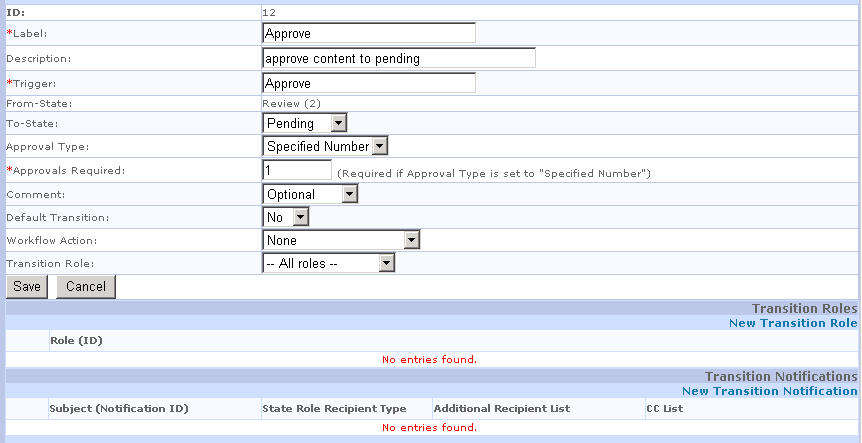 ID: 12
*Label: Approve
Description: approve content to pending
*Trigger: Approve
From-State: Review (2)
To-State: Pending
Approval Type: Specified Number
*Approvals Required: 1 (Required if Approval Type is set to "Specified Number")
Comment: Optional
Default Transition: No
Workflow Action: None
Transition Role: -- All roles --
Save Cancel
Transition Roles
New Transition Role
Role (ID)
No entries found.
Transition Notifications
New Transition Notification
Subject (Notification ID) State Role Recipient Type Additional Recipient List CC List
No entries found.